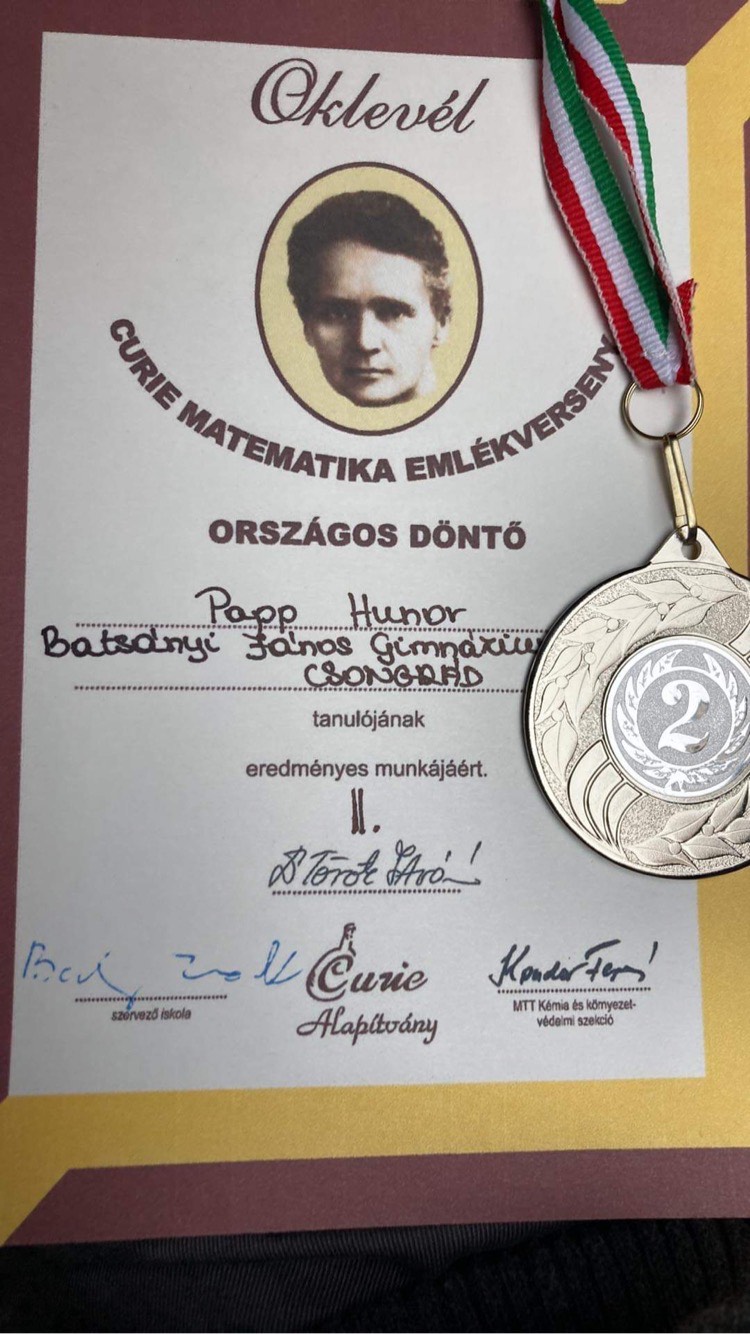 Oklevél
CURIE MATEMATIKA EMLÉKVERSENY
ORSZÁGOS DÖNTŐ
Papp Hunor
Batsányi János
CSONGRÁD
tanulójának
eredményes munkájáért.
II.
2
Curie
Alapítvány
szervező iskola
MTT Kémia és környezet-
védelmi szekció